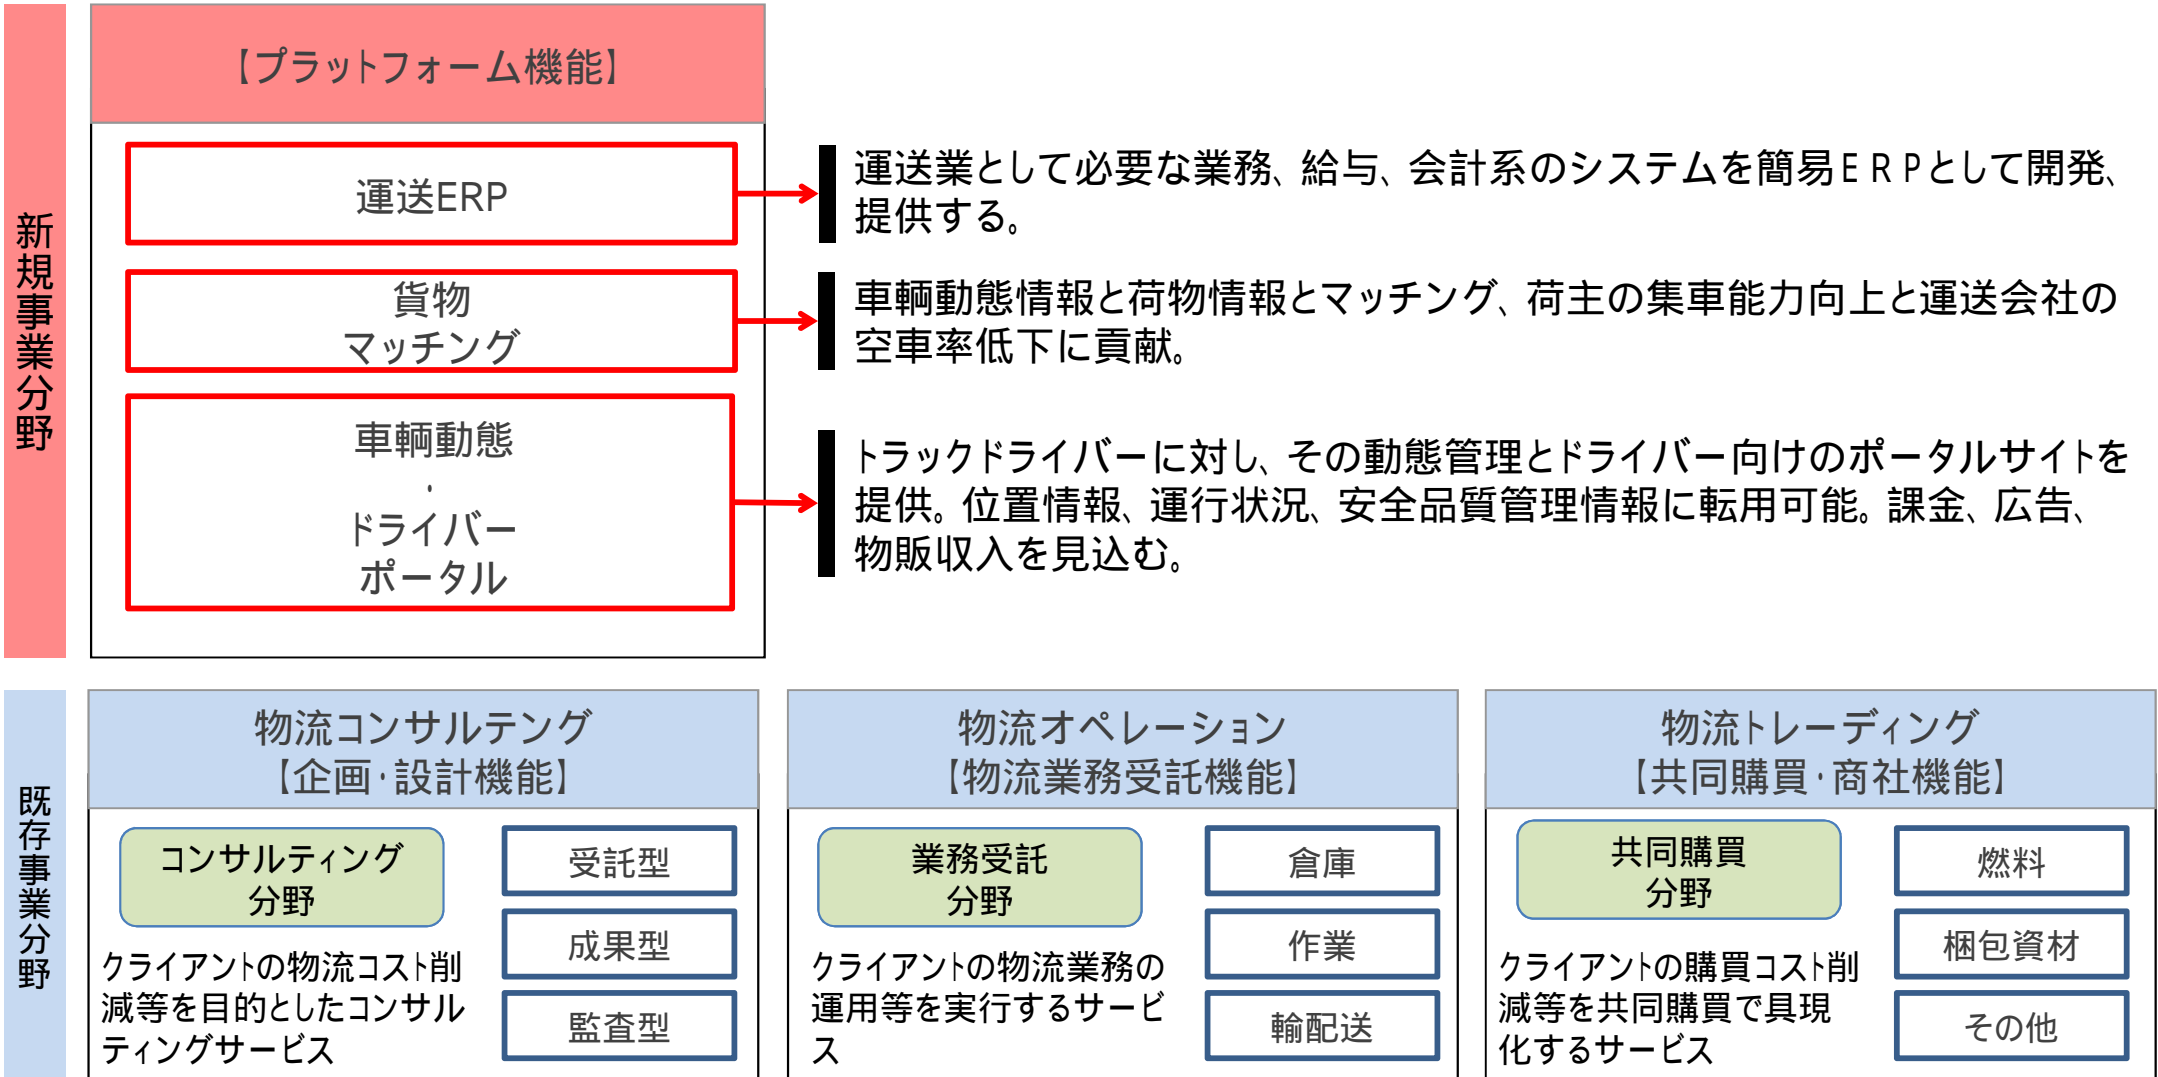 新規事業分野
【プラットフォーム機能】
運送ERP
運送業として必要な業務、給与、会計系のシステムを簡易ＥＲＰとして開発、
提供する。
貨物
マッチング
車輌動態情報と荷物情報とマッチング、荷主の集車能力向上と運送会社の
空車率低下に貢献。
車輌動態
・
ドライバー
ポータル
トラックドライバーに対し、その動態管理とドライバー向けのポータルサイトを
提供。位置情報、運行状況、安全品質管理情報に転用可能。課金、広告、
物販収入を見込む。
既存事業分野
物流コンサルテング
【企画・設計機能】
コンサルティング
分野
クライアントの物流コスト削
減等を目的としたコンサル
ティングサービス
受託型
成果型
監査型
物流オペレーション
【物流業務受託機能】
業務受託
分野
クライアントの物流業務の
運用等を実行するサービ
ス
倉庫
作業
輸配送
物流トレーディング
【共同購買・商社機能】
共同購買
分野
クライアントの購買コスト削
減等を共同購買で具現
化するサービス
燃料
梱包資材
その他